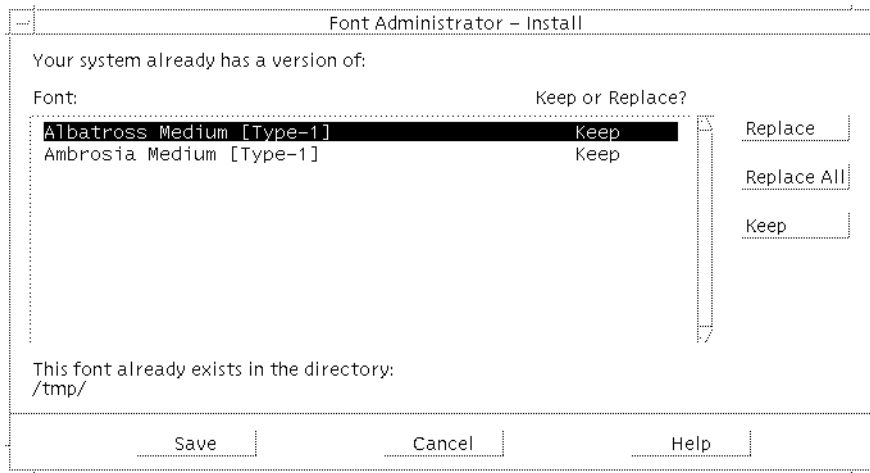 Font Administrator – Install
Your system already has a version of:
Font: Keep or Replace?
Albatross Medium [Type-1] Keep
Ambrosia Medium [Type-1] Keep
Replace
Replace All
Keep
This font already exists in the directory:
/tmp/
Save Cancel Help